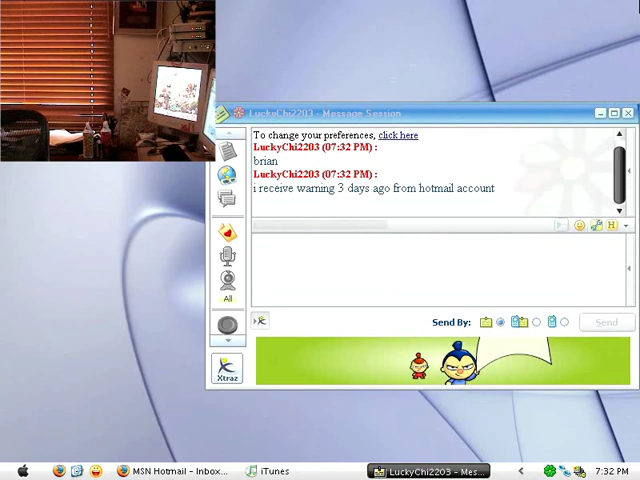 LuckyChi2203 - Message Session
To change your preferences, click here
LuckyChi2203 (07:32 PM) :
brian
LuckyChi2203 (07:32 PM) :
i receive warning 3 days ago from hotmail account
H
All
Send By:
Send
Xtraz
MSN Hotmail - Inbox...
iTunes
LuckyChi2203 - Mes...
7:32 PM